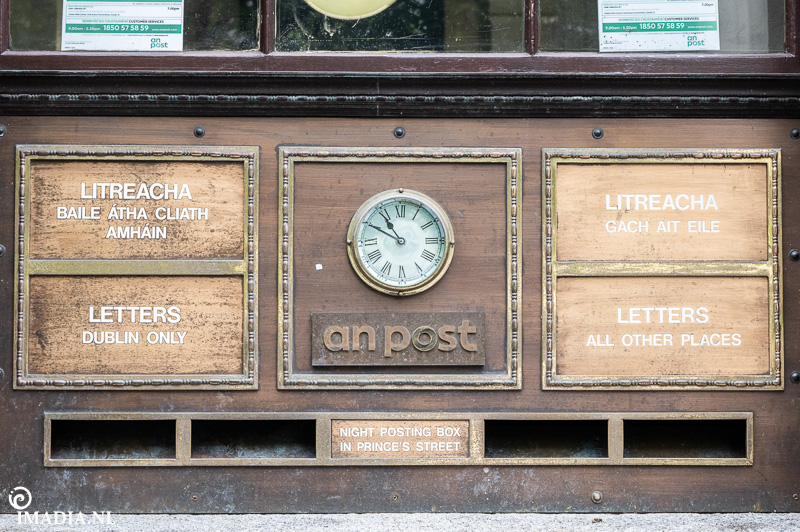 1850 57 58 59
an post
CUSTOMER SERVICES
1850 57 58 59
an post
LITREACHA
BAILE ÁTHA CLIATH
AMHÁIN
LETTERS
DUBLIN ONLY
an post
LITREACHA
GACH AIT EILE
LETTERS
ALL OTHER PLACES
NIGHT POSTING BOX
IN PRINCE'S STREET
IMADIA.NL